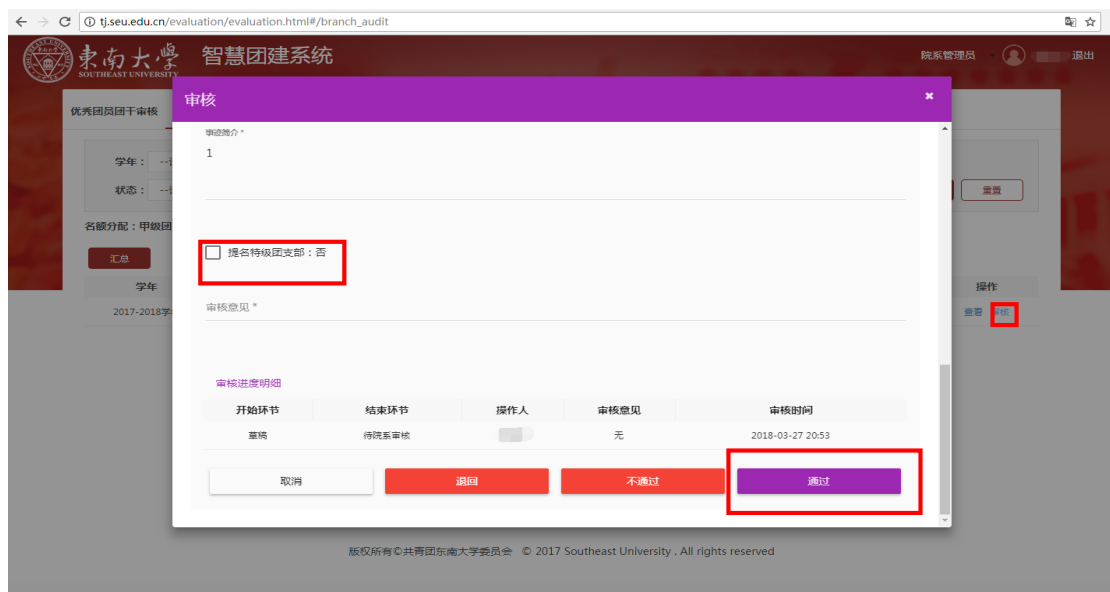 tj.seu.edu.cn/evaluation/evaluation.html#/branch_audit
東南大學
SOUTHEAST UNIVERSITY
智慧团建系统
院系管理员
退出
优秀团员团干审核
审核
×
学年：
状态：
重置
名额分配：甲级团
汇总
学年
操作
2017-2018学
查看 审核
事迹简介 *
1
提名特级团支部：否
审核意见 *
审核进度明细
开始环节 结束环节 操作人 审核意见 审核时间
草稿 待院系审核 无 2018-03-27 20:53
取消 退回 不通过 通过
版权所有©共青团东南大学委员会 © 2017 Southeast University . All rights reserved